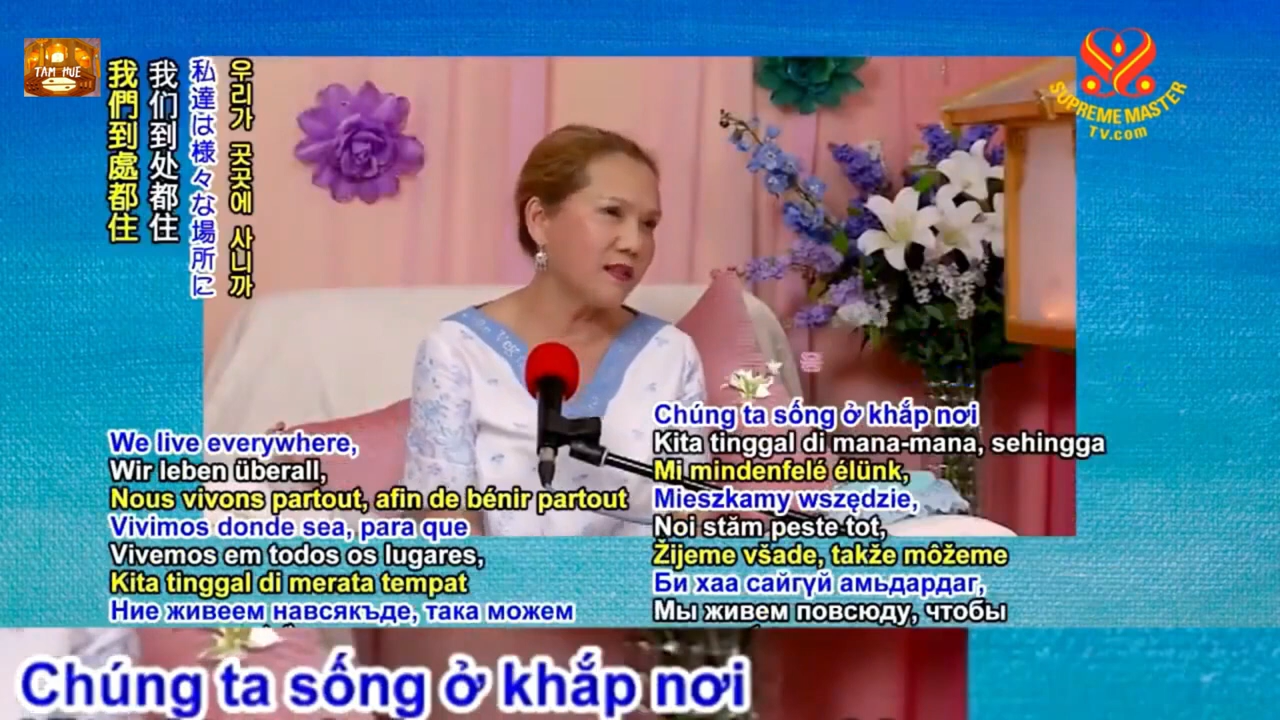 TAM HUE
我們到處都住
我们到处都住
私達は様々な場所に
우리가 곳곳에 사니까
SUPREME MASTER
TV.com
We live everywhere,
Wir leben überall,
Nous vivons partout, afin de bénir partout
Vivimos donde sea, para que
Vivemos em todos os lugares,
Kita tinggal di merata tempat
Ние живеем навсякъде, така можем
Chúng ta sống ở khắp nơi
Kita tinggal di mana-mana, sehingga
Mi mindenfelé élünk,
Mieszkamy wszędzie,
Noi stăm peste tot,
Žijeme všade, takže môžeme
Би хаа сайгүй амьдардаг,
Мы живем повсюду, чтобы
Chúng ta sống ở khắp nơi